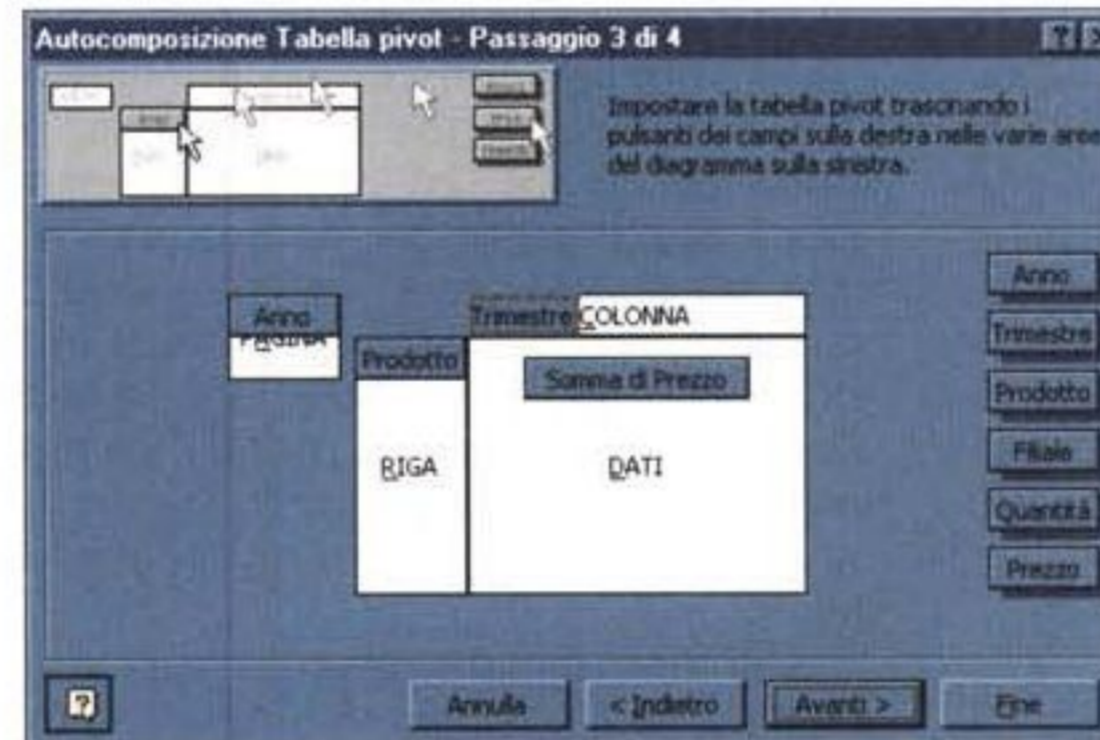 Autocomposizione Tabella pivot - Passaggio 3 di 4
Impostare la tabella pivot trascinando i
pulsanti dei campi sulla destra nelle varie aree
del diagramma sulla sinistra.
Anno
PAGINA
Trimestre COLONNA
Prodotto
Somma di Prezzo
RIGA
DATI
Anno
Trimestre
Prodotto
Filiale
Quantità
Prezzo
Annulla
< Indietro
Avanti >
Fine